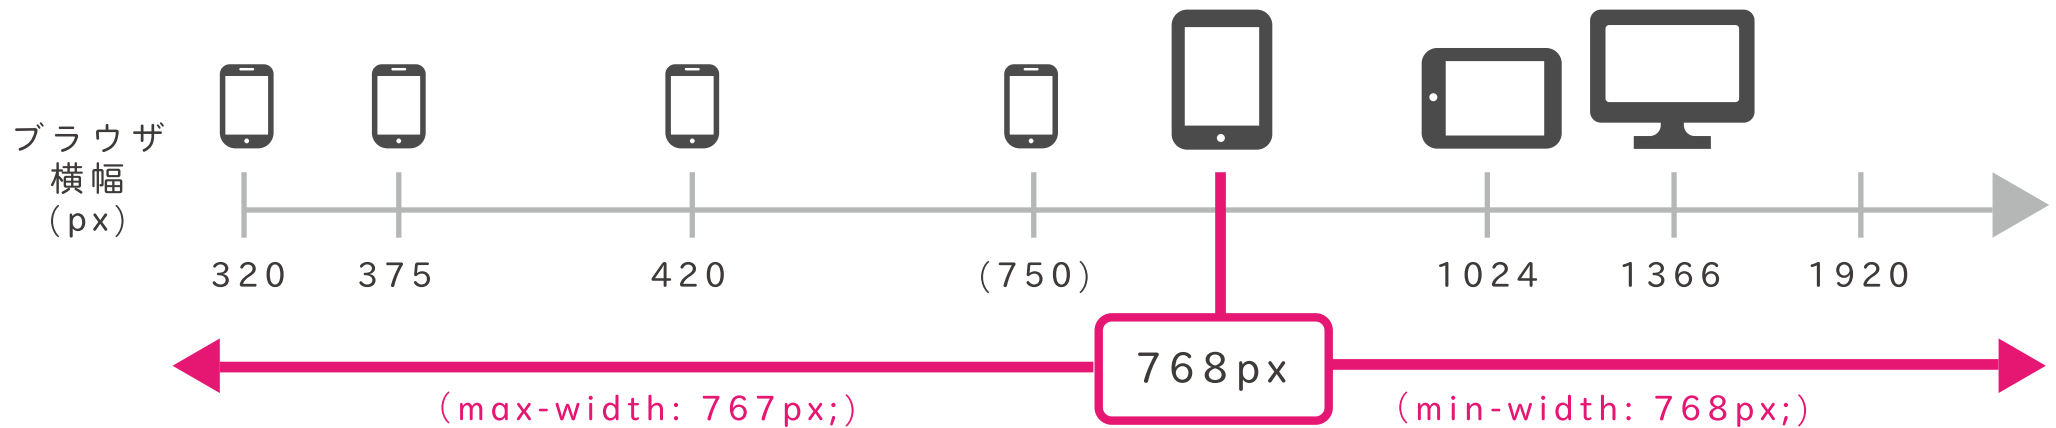 ブラウザ
横幅
(px)
320 375 420 (750) 1024 1366 1920
768px
(max-width: 767px;)
(min-width: 768px;)